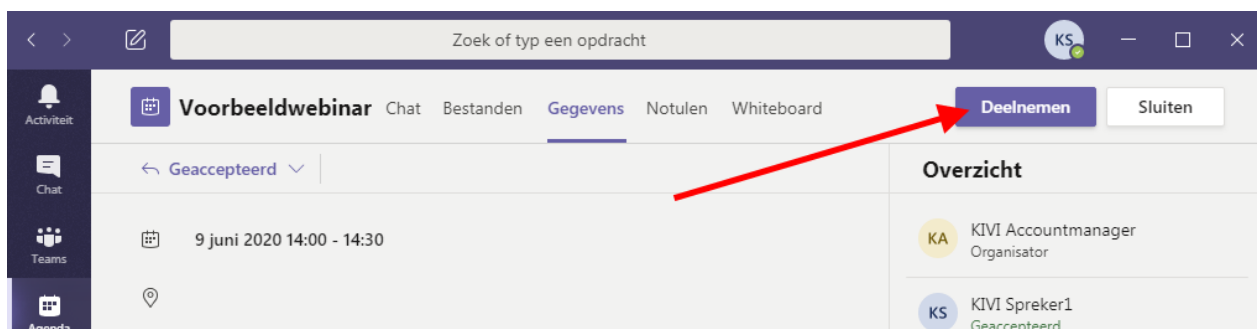 Zoek of typ een opdracht
KS
Activiteit
Voorbeeldwebinar Chat Bestanden Gegevens Notulen Whiteboard
Deelnemen Sluiten
Chat
Geaccepteerd
Overzicht
Teams
9 juni 2020 14:00 - 14:30
KA KIVI Accountmanager
Organisator
Agenda
KS KIVI Spreker1
Geaccepteerd